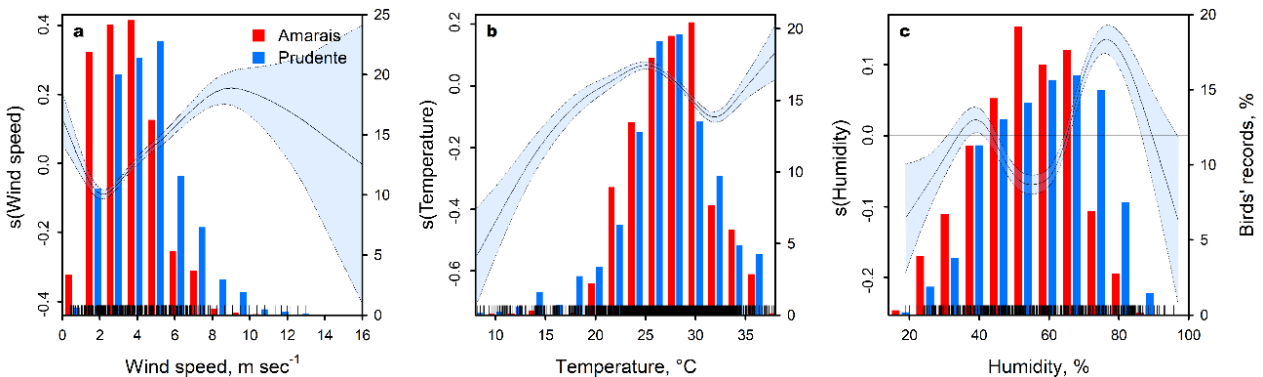 a
Amarais
Prudente
s(Wind speed)
0.4
0.2
0.0
-0.2
-0.4
25
20
15
10
5
0
0 2 4 6 8 10 12 14 16
Wind speed, m sec⁻¹
b
s(Temperature)
0.2
0.0
-0.2
-0.4
-0.6
20
15
10
5
0
10 15 20 25 30 35
Temperature, °C
c
s(Humidity)
0.1
0.0
-0.1
-0.2
20
15
10
5
0
Birds' records, %
20 40 60 80 100
Humidity, %